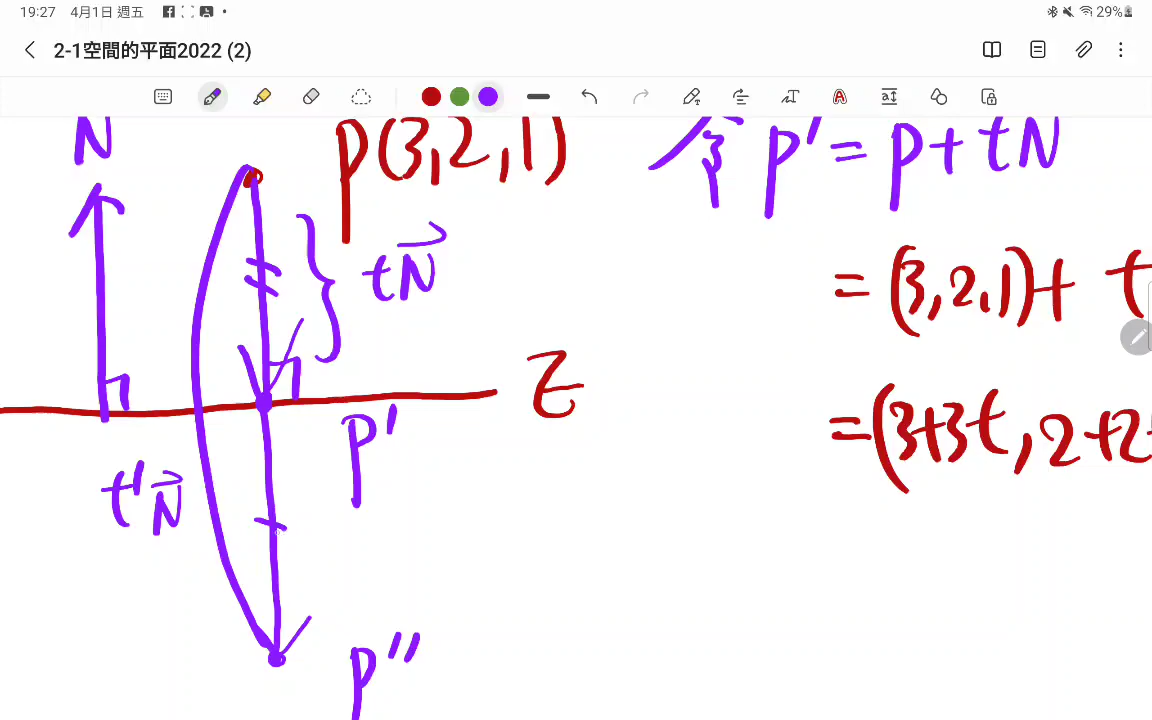 19:27 4月1日 週五 29%
2-1空間的平面2022 (2)
N
P(3,2,1)
令 P' = P + tN
tN⃗
= (3,2,1) + t
E
P'
= (3+3t, 2+2
t'N⃗
P''